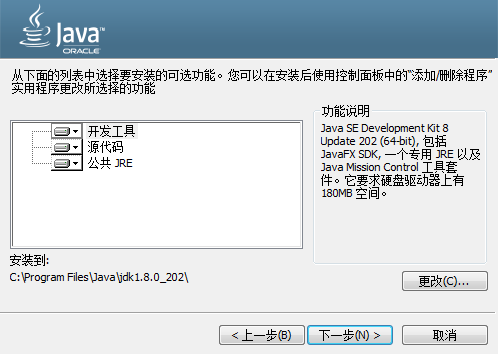 Java
ORACLE
从下面的列表中选择要安装的可选功能。您可以在安装后使用控制面板中的“添加/删除程序”
实用程序更改所选择的功能
开发工具
源代码
公共 JRE
功能说明
Java SE Development Kit 8
Update 202 (64-bit), 包括
JavaFX SDK, 一个专用 JRE 以及
Java Mission Control 工具套
件。它要求硬盘驱动器上有
180MB 空间。
安装到:
C:\Program Files\Java\jdk1.8.0_202\
更改(C)...
< 上一步(B)
下一步(N) >
取消